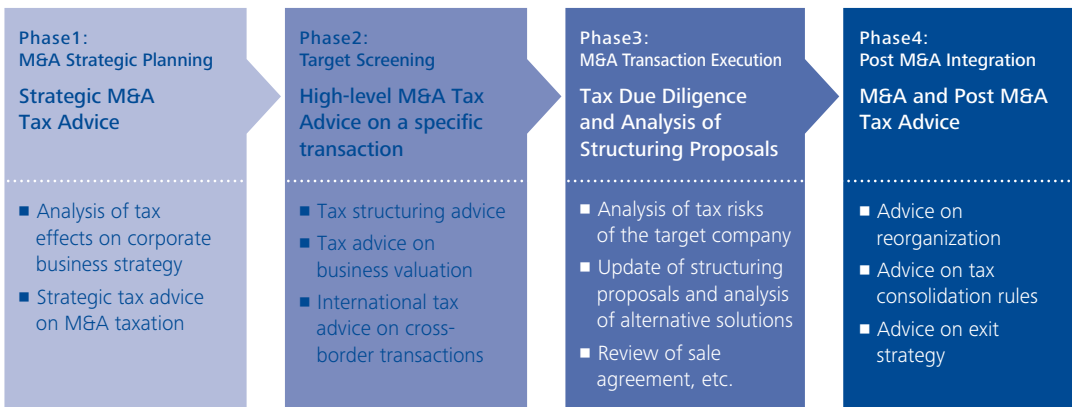 Phase1:
M&A Strategic Planning
Strategic M&A
Tax Advice
■ Analysis of tax
effects on corporate
business strategy
■ Strategic tax advice
on M&A taxation
Phase2:
Target Screening
High-level M&A Tax
Advice on a specific
transaction
■ Tax structuring advice
■ Tax advice on
business valuation
■ International tax
advice on cross-
border transactions
Phase3:
M&A Transaction Execution
Tax Due Diligence
and Analysis of
Structuring Proposals
■ Analysis of tax risks
of the target company
■ Update of structuring
proposals and analysis
of alternative solutions
■ Review of sale
agreement, etc.
Phase4:
Post M&A Integration
M&A and Post M&A
Tax Advice
■ Advice on
reorganization
■ Advice on tax
consolidation rules
■ Advice on exit
strategy